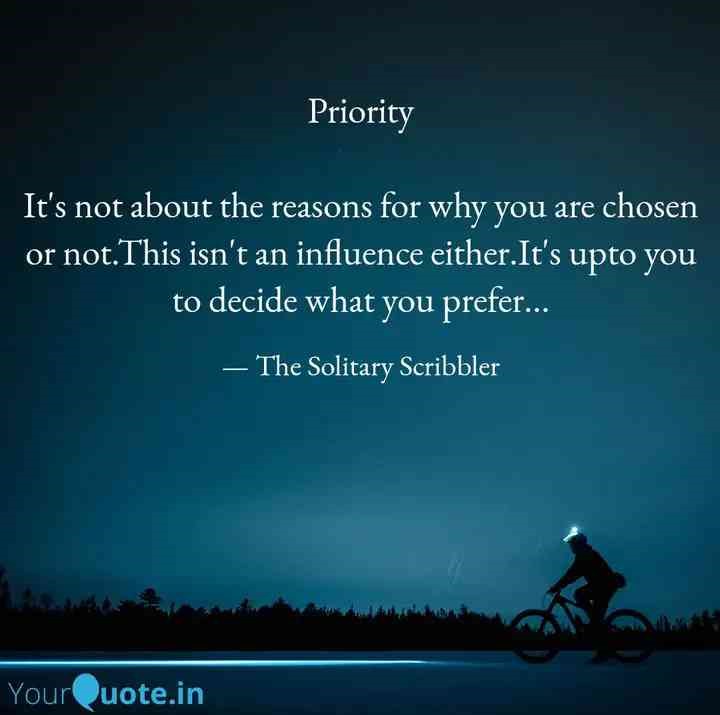 Priority
It's not about the reasons for why you are chosen
or not.This isn't an influence either.It's upto you
to decide what you prefer...
— The Solitary Scribbler
YourQuote.in